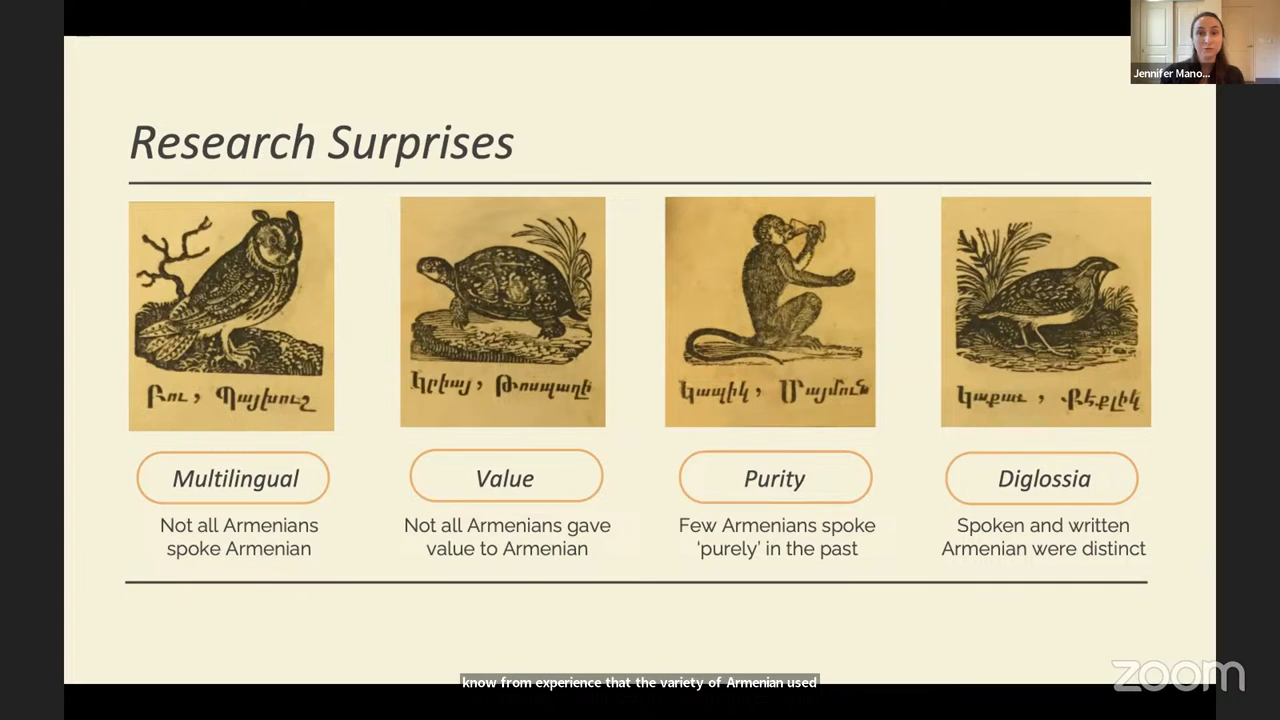 Jennifer Mano...
Research Surprises
Բու, Պայխուշ
Կրիայ, Թոսպաղը
Կապիկ, Մայմուն
Կաքաւ, Քէքլիկ
Multilingual
Value
Purity
Diglossia
Not all Armenians
spoke Armenian
Not all Armenians gave
value to Armenian
Few Armenians spoke
‘purely’ in the past
Spoken and written
Armenian were distinct
know from experience that the variety of Armenian used
zoom